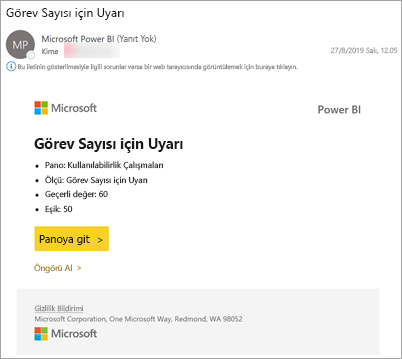 Görev Sayısı için Uyarı
MP
Microsoft Power BI (Yanıt Yok)
Kime
27/8/2019 Salı, 12.05
Bu iletinin gösterilmesiyle ilgili sorunlar varsa bir web tarayıcısında görüntülemek için buraya tıklayın.
Microsoft
Power BI
Görev Sayısı için Uyarı
• Pano: Kullanılabilirlik Çalışmaları
• Ölçü: Görev Sayısı için Uyarı
• Geçerli değer: 60
• Eşik: 50
Panoya git >
Öngörü Al >
Gizlilik Bildirimi
Microsoft Corporation, One Microsoft Way, Redmond, WA 98052
Microsoft